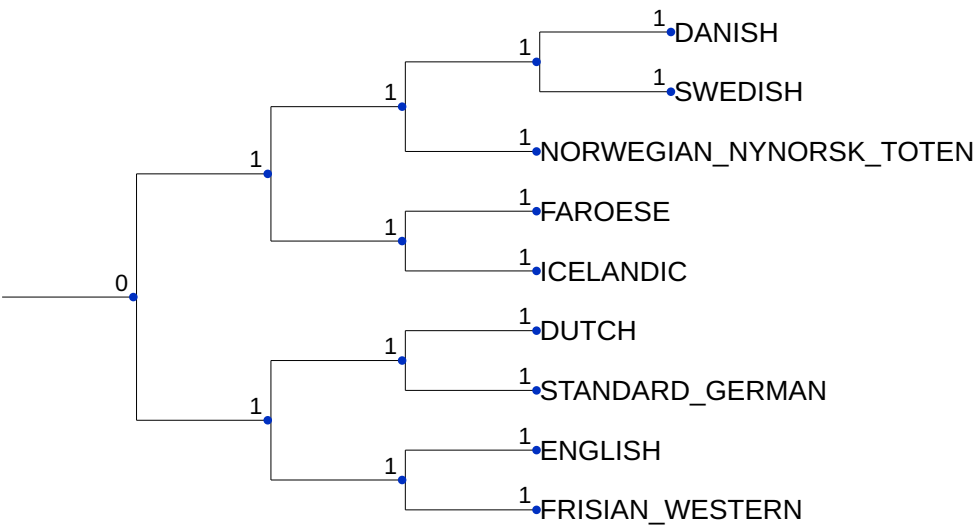 1
DANISH
1
1
SWEDISH
1
1
NORWEGIAN_NYNORSK_TOTEN
1
1
FAROESE
1
1
ICELANDIC
0
1
DUTCH
1
1
STANDARD_GERMAN
1
1
ENGLISH
1
1
FRISIAN_WESTERN